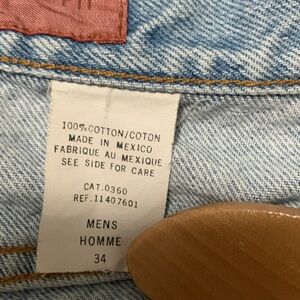 100% COTTON/COTON
MADE IN MEXICO
FABRIQUE AU MEXIQUE
SEE SIDE FOR CARE
CAT.0360
REF.11407601
MENS
HOMME
34